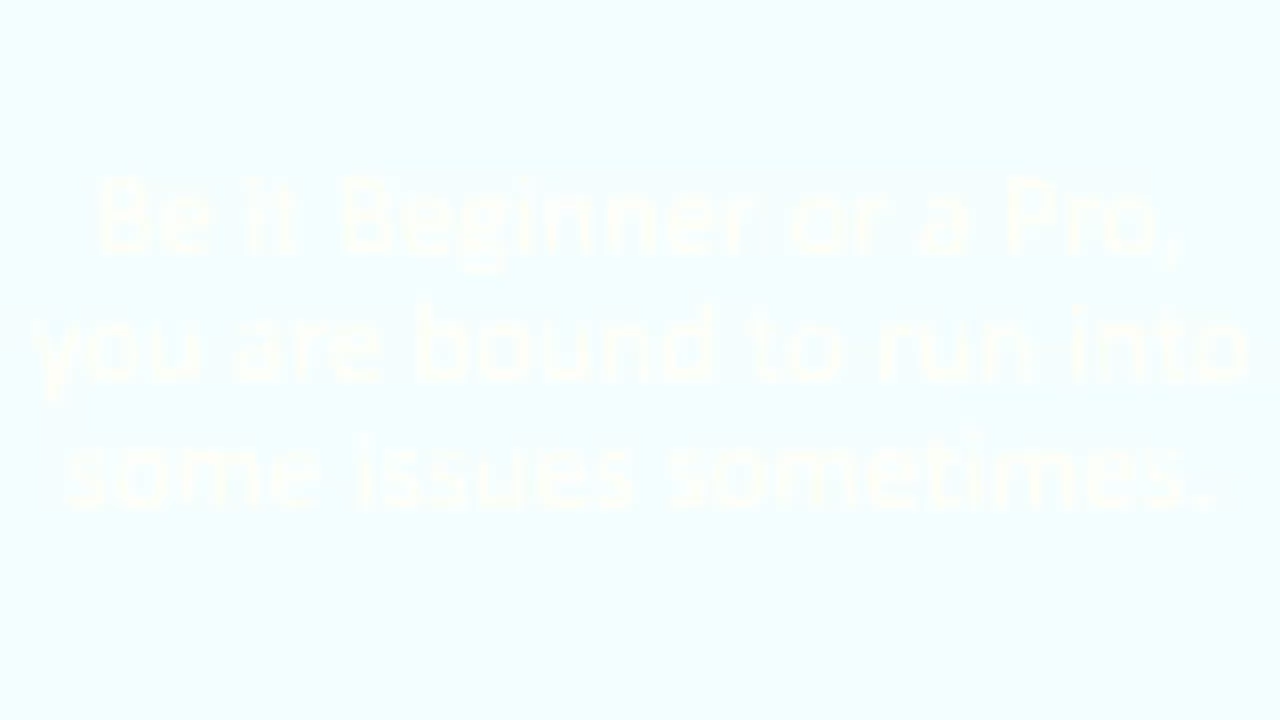 Be it Beginner or a Pro,
you are bound to run into
some issues sometimes.